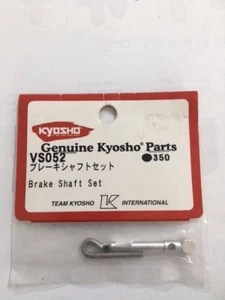 KYOSHO
Genuine Kyosho® Parts
VS052 ●350
ブレーキシャフトセット
Brake Shaft Set
TEAM KYOSHO K INTERNATIONAL